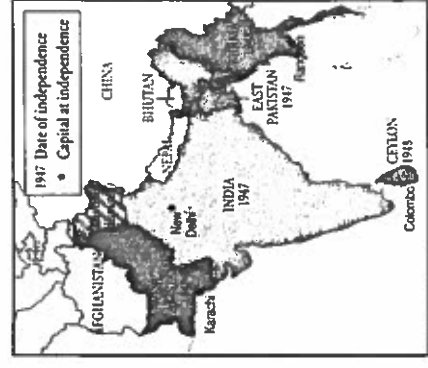 1947 Date of independence
Capital at independence
CHINA
AFGHANISTAN
NEPAL
BHUTAN
New
Delhi
EAST
PAKISTAN
1947
INDIA
1947
Karachi
Rangoon
CEYLON
1948
Colombo